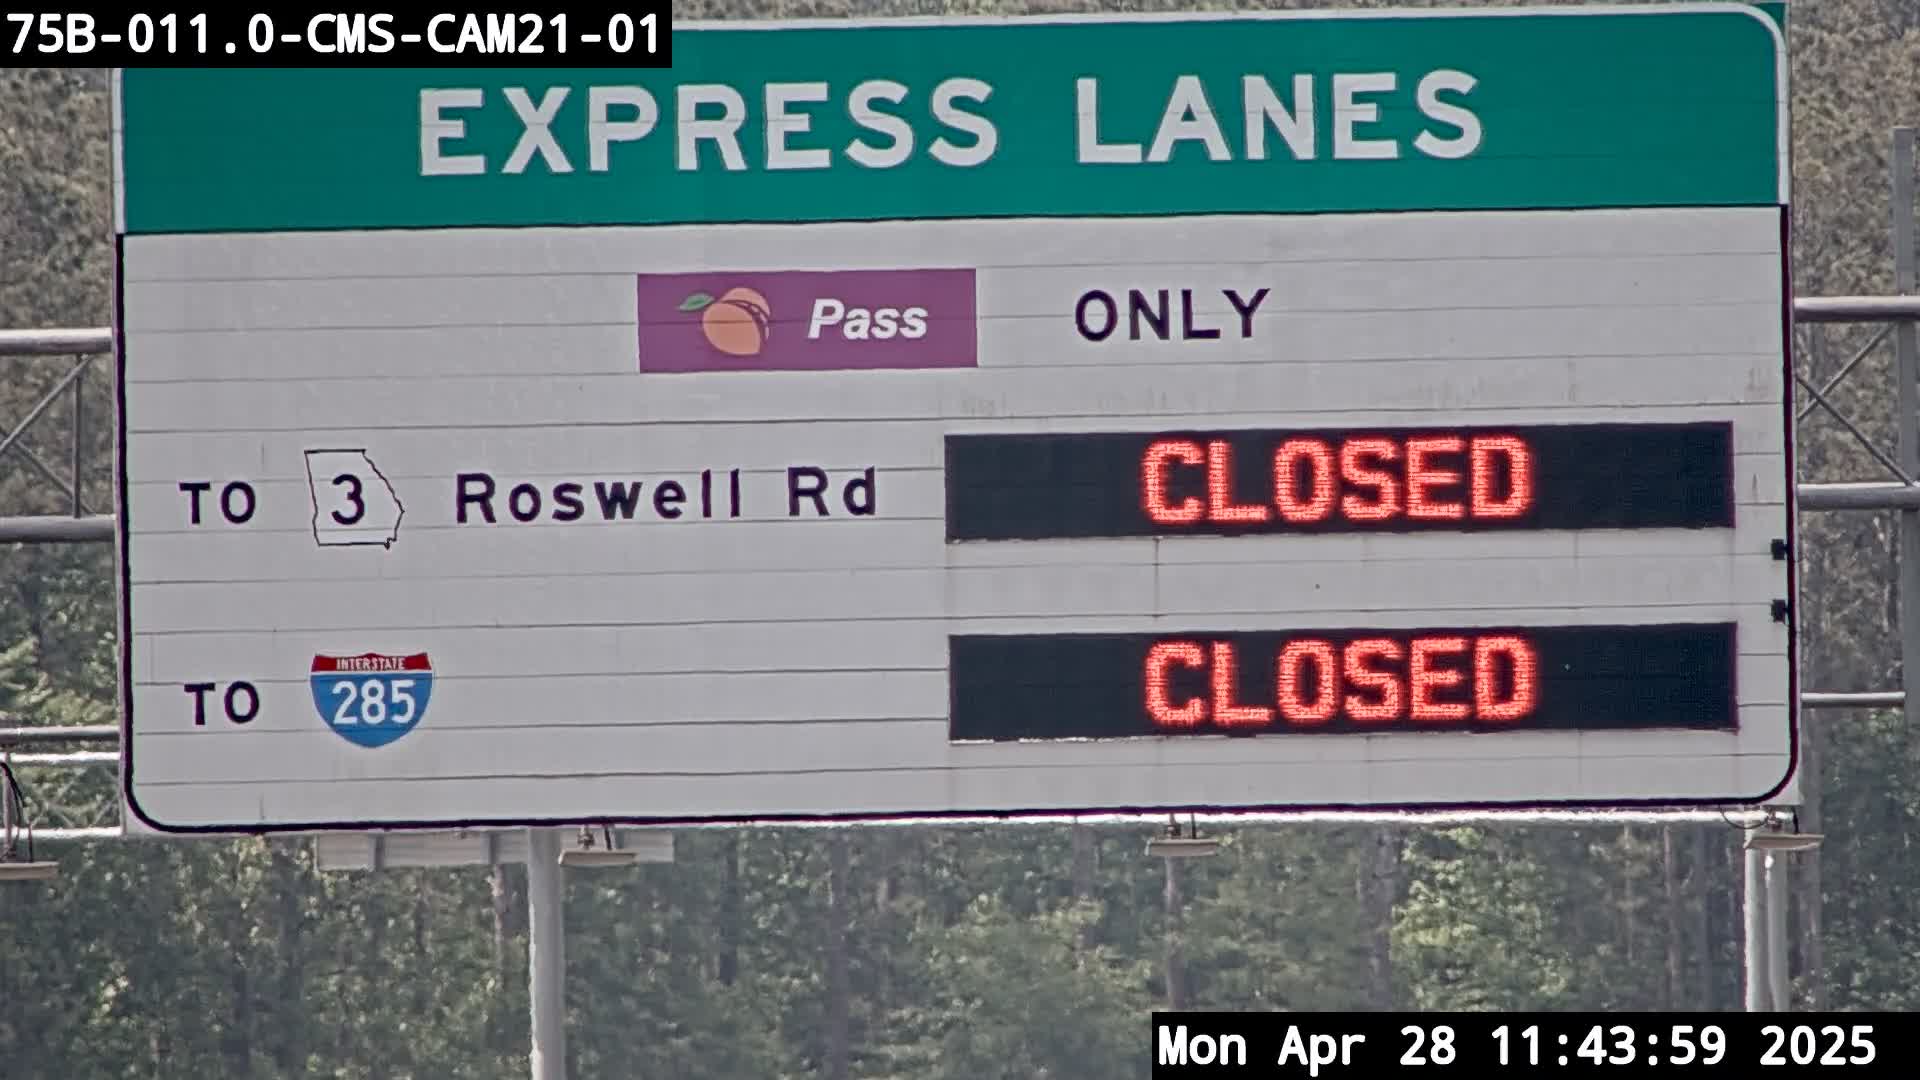 75B-011.0-CMS-CAM21-01
EXPRESS LANES
Pass ONLY
TO 3 Roswell Rd CLOSED
TO INTERSTATE 285 CLOSED
Mon Apr 28 11:43:59 2025